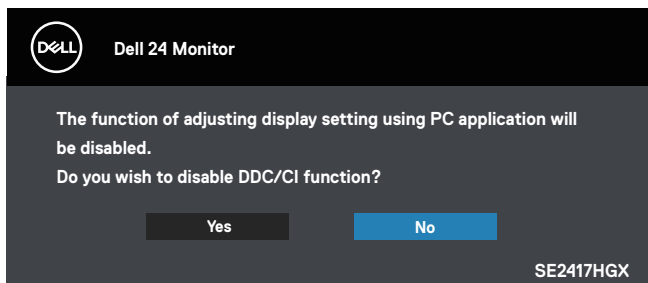 DELL
Dell 24 Monitor
The function of adjusting display setting using PC application will
be disabled.
Do you wish to disable DDC/CI function?
Yes
No
SE2417HGX